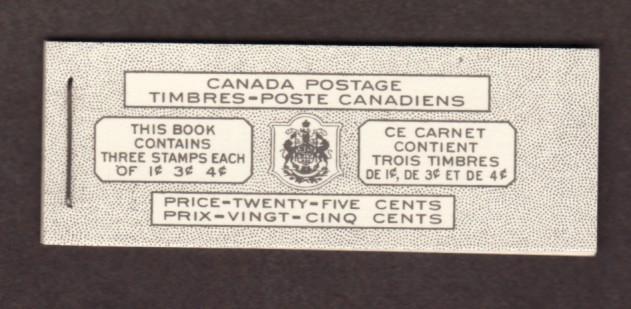 CANADA POSTAGE
TIMBRES-POSTE CANADIENS
THIS BOOK
CONTAINS
THREE STAMPS EACH
OF 1¢ 3¢ 4¢
CE CARNET
CONTIENT
TROIS TIMBRES
DE 1¢, DE 3¢ ET DE 4¢
PRICE-TWENTY-FIVE CENTS
PRIX-VINGT-CINQ CENTS